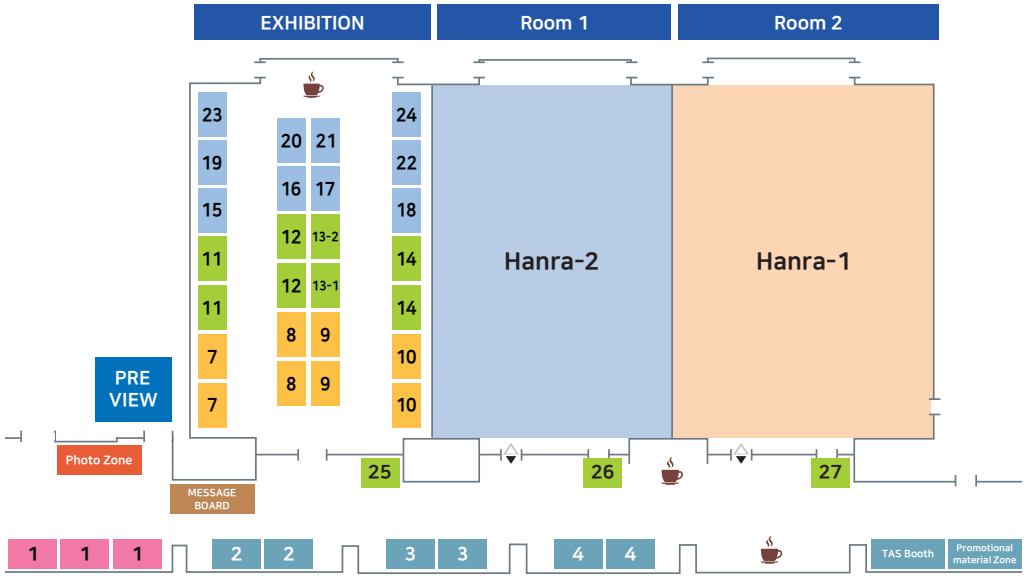 EXHIBITION
Room 1
Room 2
23
24
20
21
19
22
16
17
15
18
12
13-2
11
14
12
13-1
11
14
8
9
7
10
8
9
7
10
Hanra-2
Hanra-1
PRE
VIEW
Photo Zone
25
26
27
MESSAGE
BOARD
1
1
1
2
2
3
3
4
4
TAS Booth
Promotional
material Zone